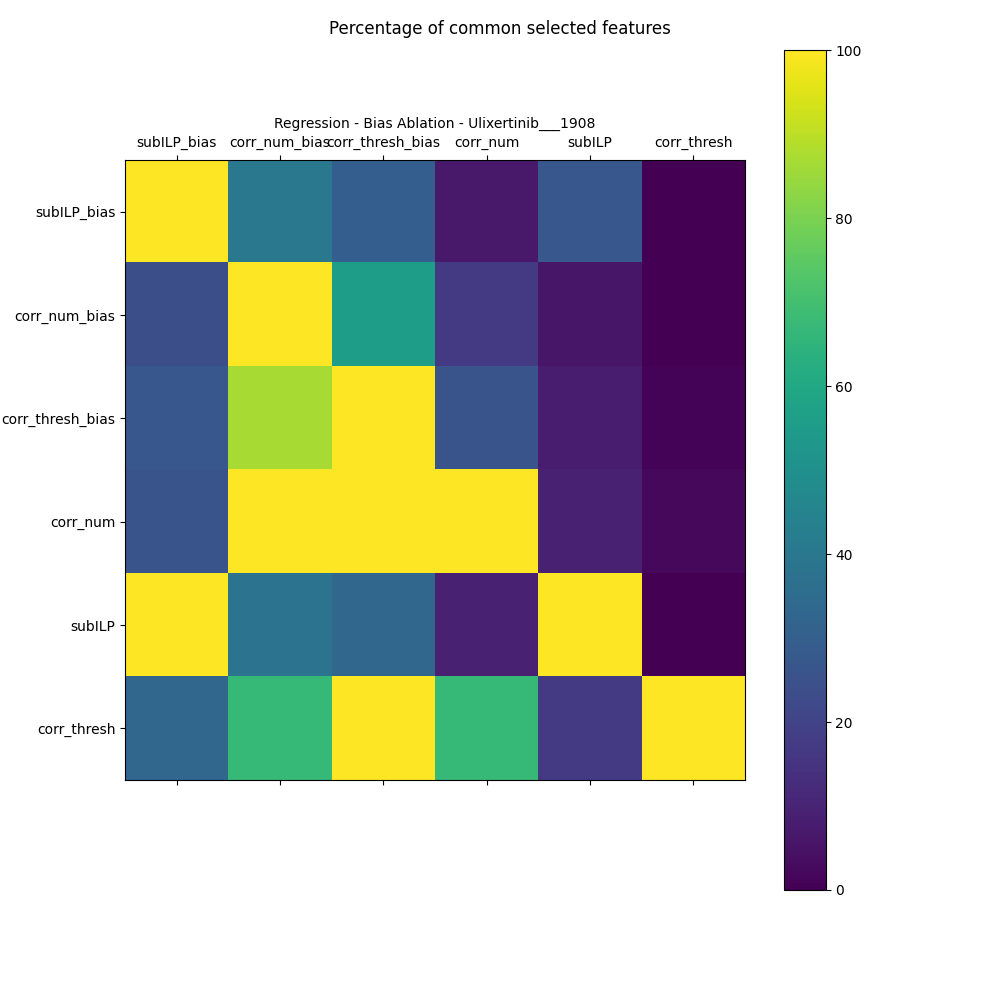 Percentage of common selected features
Regression - Bias Ablation - Ulixertinib___1908
subILP_bias corr_num_bias corr_thresh_bias corr_num subILP corr_thresh
subILP_bias
corr_num_bias
corr_thresh_bias
corr_num
subILP
corr_thresh
100
80
60
40
20
0